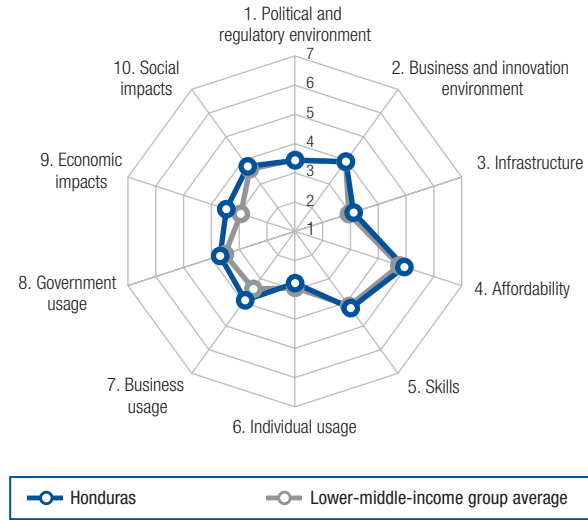 1. Political and
regulatory environment
2. Business and innovation
environment
3. Infrastructure
4. Affordability
5. Skills
6. Individual usage
7. Business
usage
8. Government
usage
9. Economic
impacts
10. Social
impacts
7
6
5
4
3
2
1
Honduras
Lower-middle-income group average